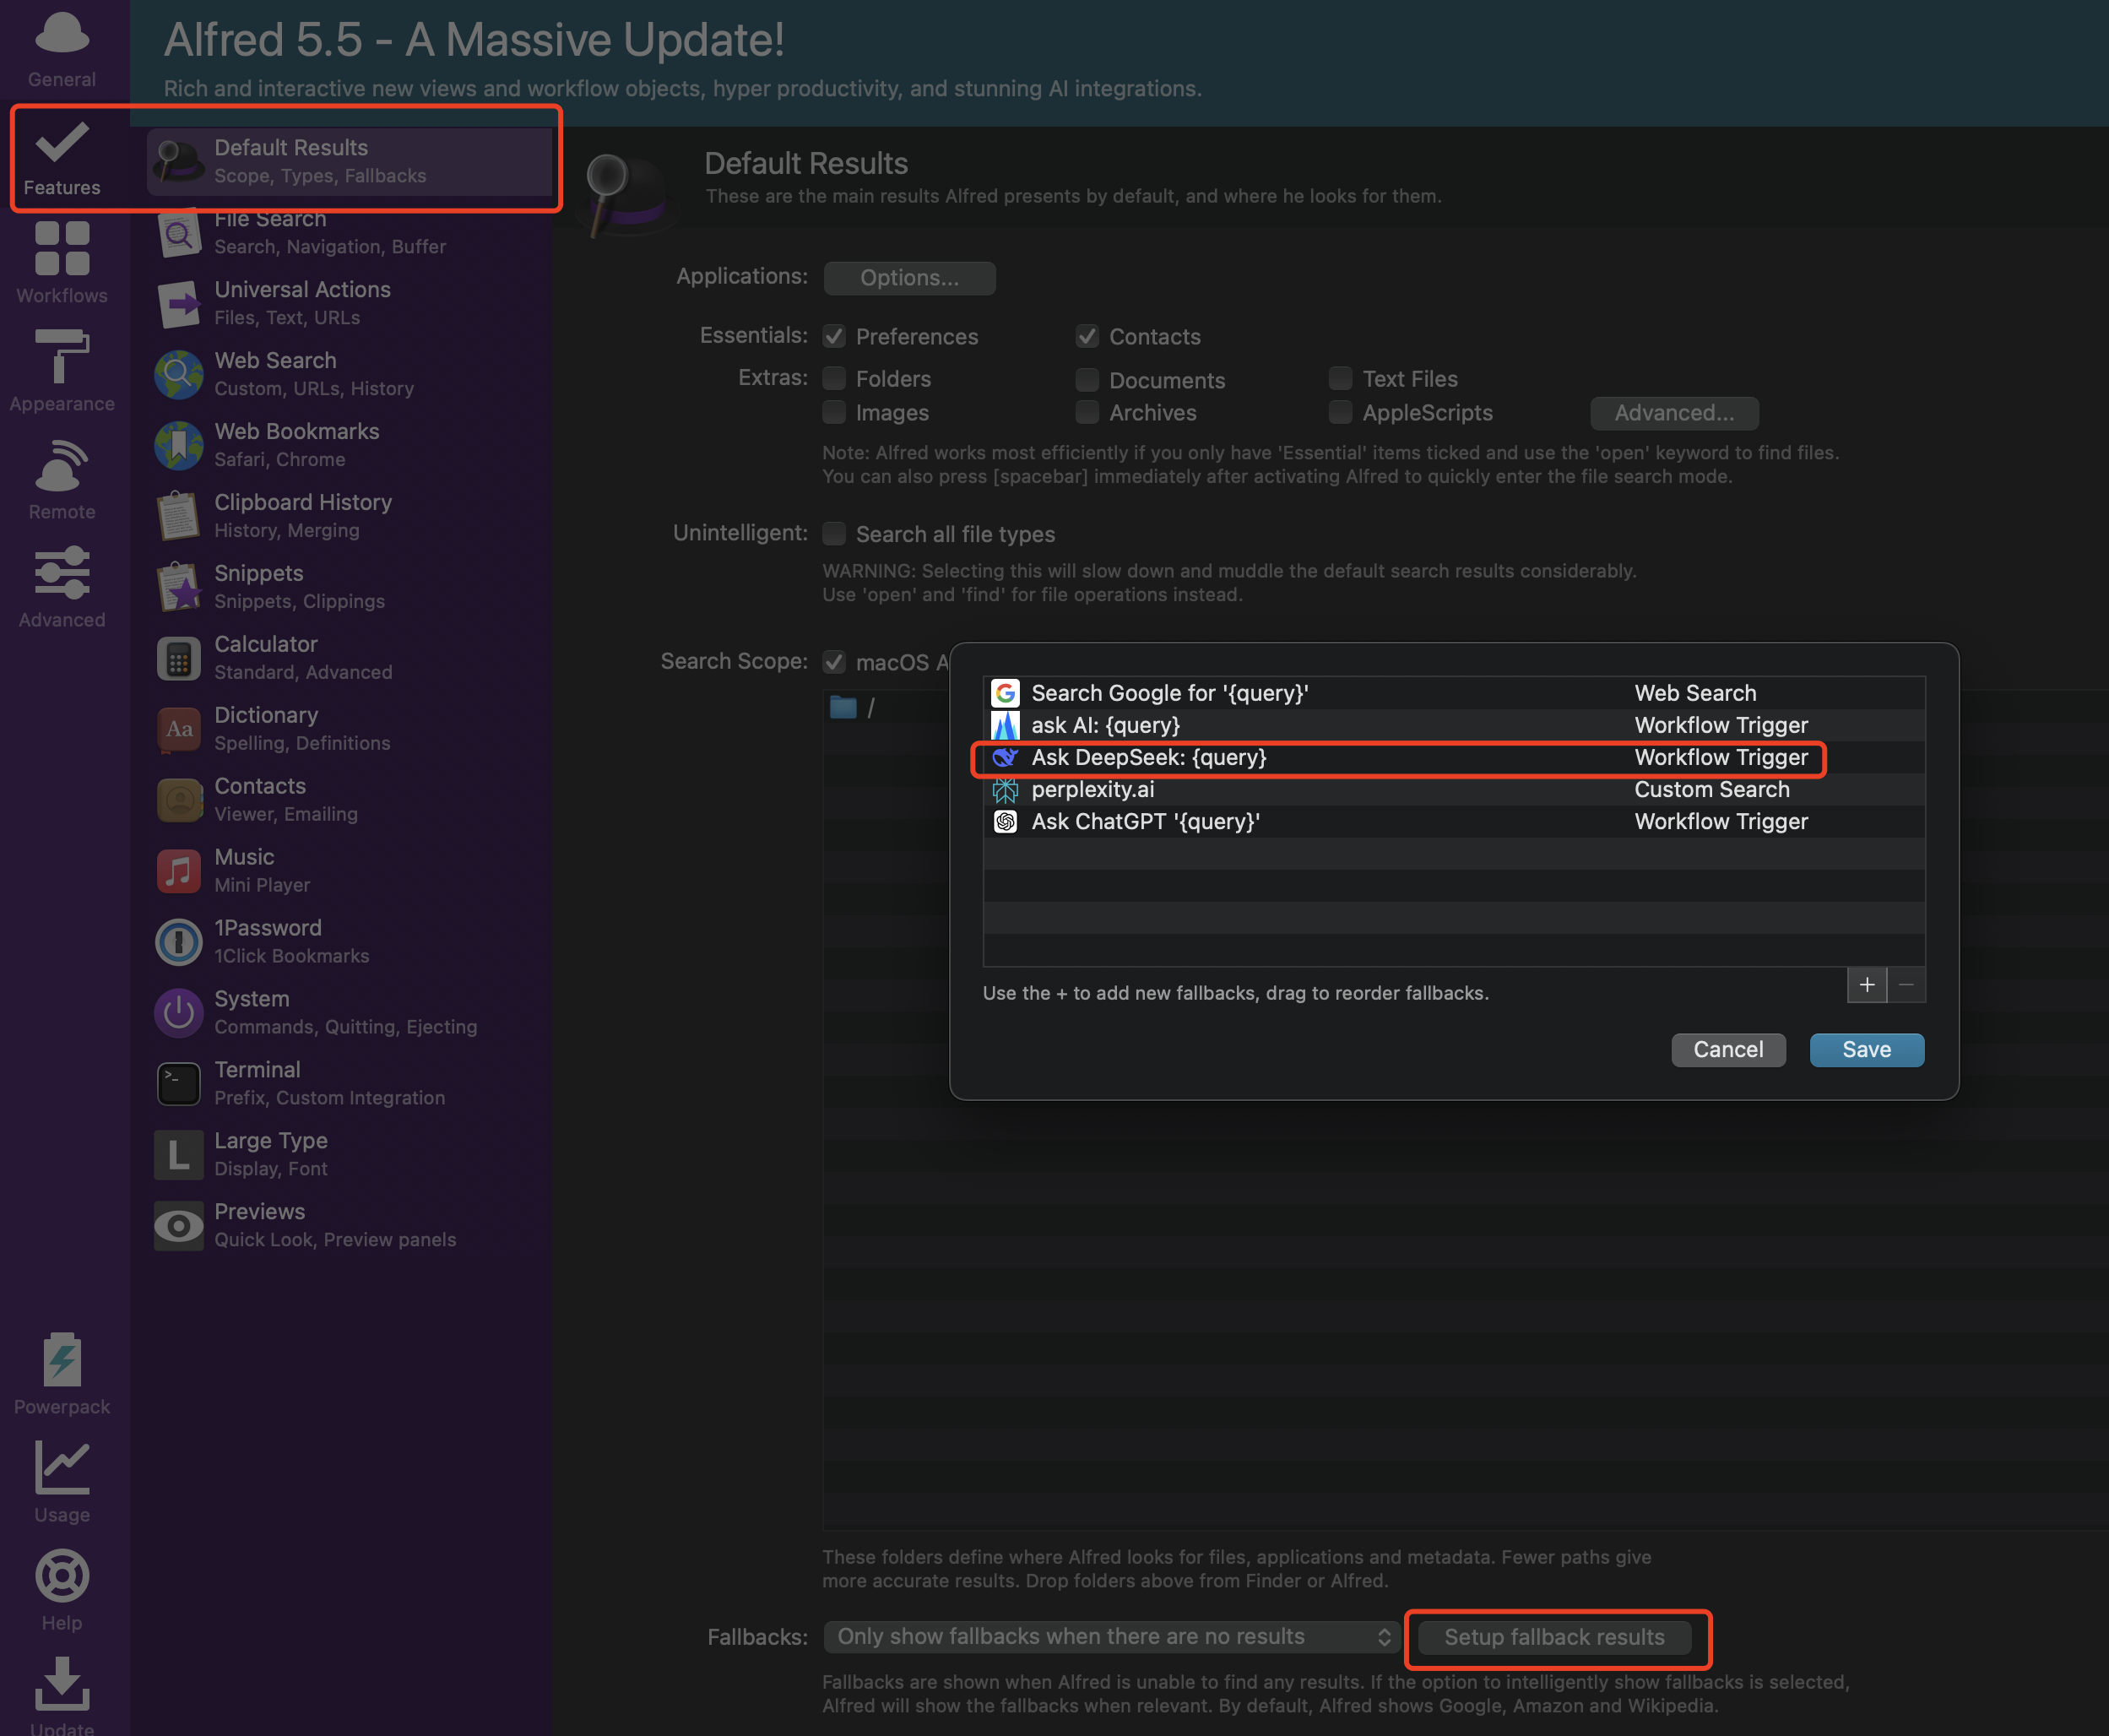 Alfred 5.5 - A Massive Update!
Rich and interactive new views and workflow objects, hyper productivity, and stunning AI integrations.
General
Features
Workflows
Appearance
Remote
Advanced
Powerpack
Usage
Help
Update
Default Results
Scope, Types, Fallbacks
File Search
Search, Navigation, Buffer
Universal Actions
Files, Text, URLs
Web Search
Custom, URLs, History
Web Bookmarks
Safari, Chrome
Clipboard History
History, Merging
Snippets
Snippets, Clippings
Calculator
Standard, Advanced
Aa
Dictionary
Spelling, Definitions
Contacts
Viewer, Emailing
Music
Mini Player
1Password
1Click Bookmarks
System
Commands, Quitting, Ejecting
>_
Terminal
Prefix, Custom Integration
L
Large Type
Display, Font
Previews
Quick Look, Preview panels
Default Results
These are the main results Alfred presents by default, and where he looks for them.
Applications: Options...
Essentials: Preferences Contacts
Extras: Folders Documents Text Files
Images Archives AppleScripts Advanced...
Note: Alfred works most efficiently if you only have 'Essential' items ticked and use the 'open' keyword to find files.
You can also press [spacebar] immediately after activating Alfred to quickly enter the file search mode.
Unintelligent: Search all file types
WARNING: Selecting this will slow down and muddle the default search results considerably.
Use 'open' and 'find' for file operations instead.
Search Scope: macOS A
/
Search Google for '{query}' Web Search
ask AI: {query} Workflow Trigger
Ask DeepSeek: {query} Workflow Trigger
perplexity.ai Custom Search
Ask ChatGPT '{query}' Workflow Trigger
Use the + to add new fallbacks, drag to reorder fallbacks.
+ −
Cancel Save
These folders define where Alfred looks for files, applications and metadata. Fewer paths give
more accurate results. Drop folders above from Finder or Alfred.
Fallbacks: Only show fallbacks when there are no results Setup fallback results
Fallbacks are shown when Alfred is unable to find any results. If the option to intelligently show fallbacks is selected,
Alfred will show the fallbacks when relevant. By default, Alfred shows Google, Amazon and Wikipedia.